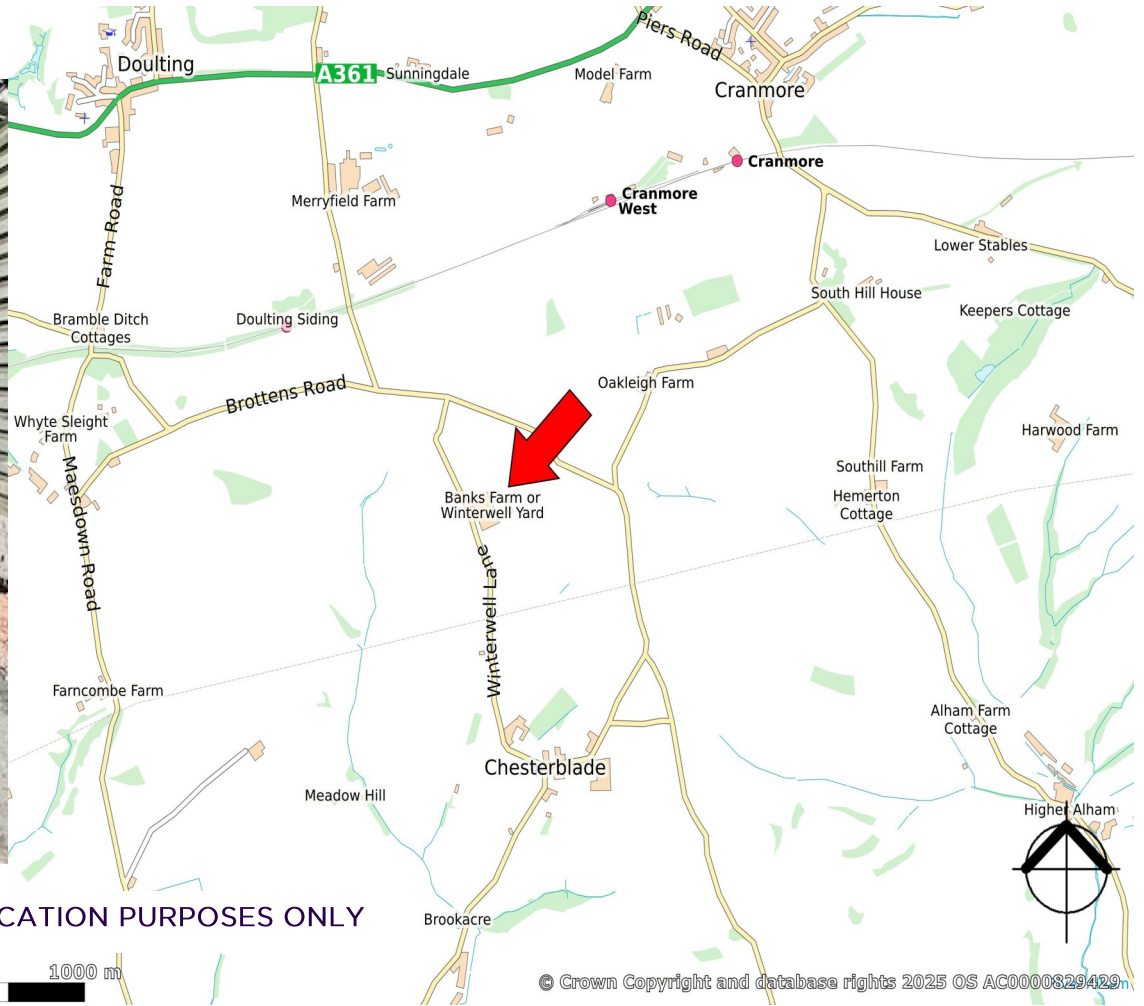 Piers Road
Doulting
A361
Sunningdale
Model Farm
Cranmore
Cranmore
Cranmore
West
Merryfield Farm
Farm Road
Lower Stables
South Hill House
Keepers Cottage
Bramble Ditch
Cottages
Doulting Siding
Brottens Road
Oakleigh Farm
Whyte Sleight
Farm
Harwood Farm
Maesdown Road
Southill Farm
Banks Farm or
Winterwell Yard
Hemerton
Cottage
Winterwell Lane
Farncombe Farm
Alham Farm
Cottage
Chesterblade
Meadow Hill
Higher Alham
Brookacre
CATION PURPOSES ONLY
1000 m
© Crown Copyright and database rights 2025 OS AC0000829429